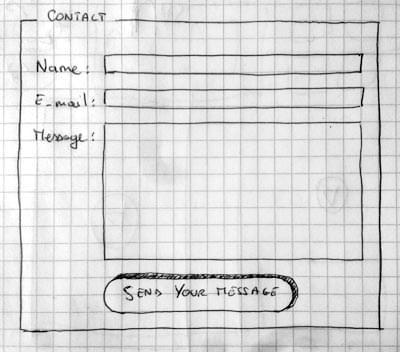 CONTACT
Name:
E-mail:
Message:
SEND YOUR MESSAGE